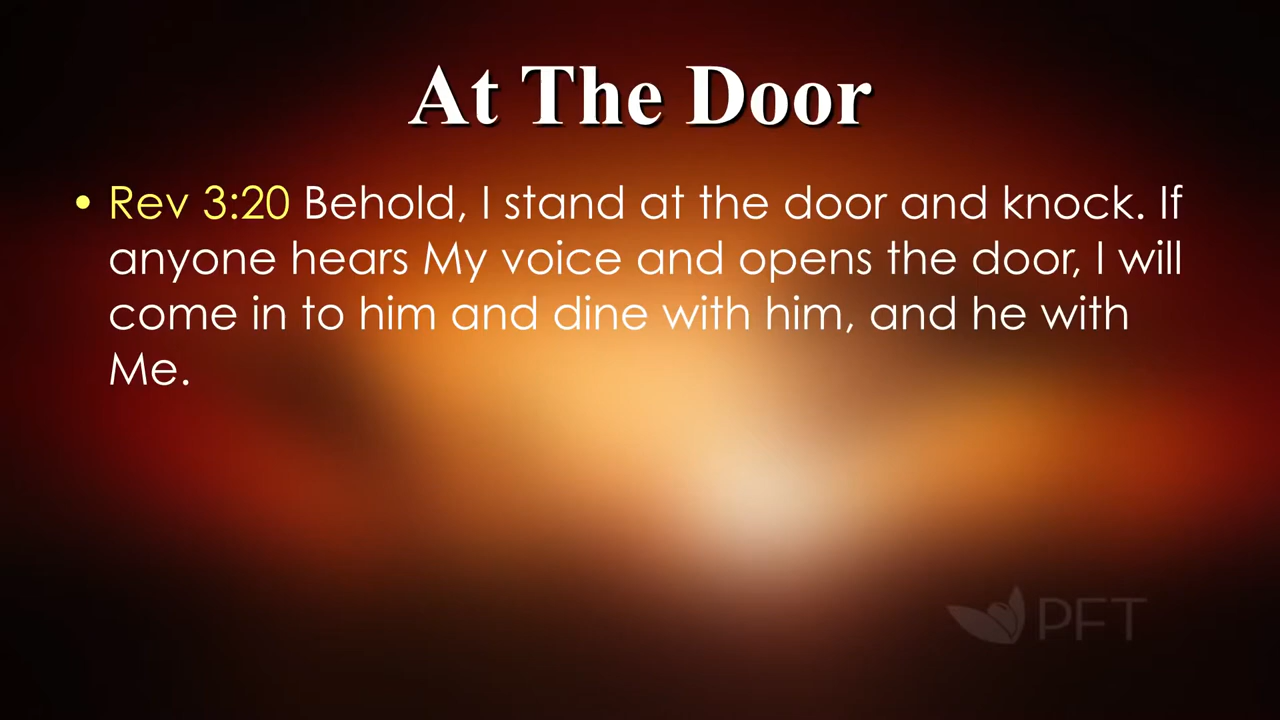 At The Door
• Rev 3:20 Behold, I stand at the door and knock. If
anyone hears My voice and opens the door, I will
come in to him and dine with him, and he with
Me.
PFT